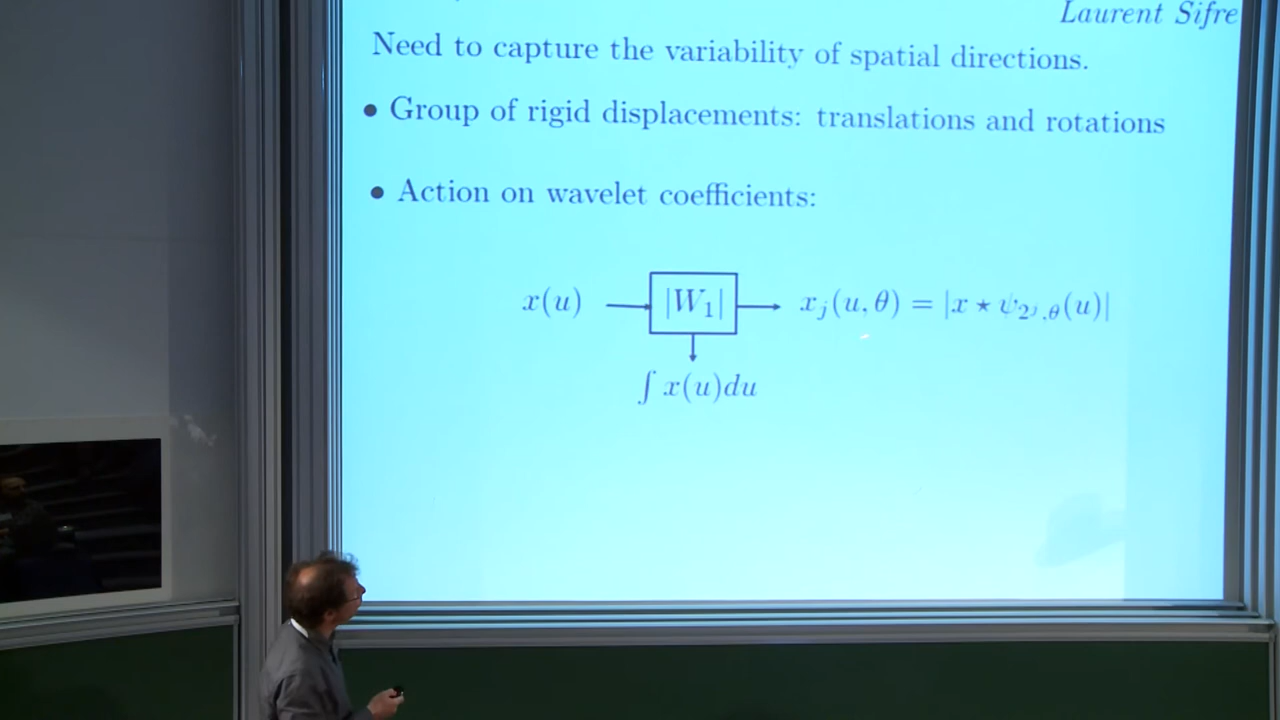 Laurent Sifre
Need to capture the variability of spatial directions.
• Group of rigid displacements: translations and rotations
• Action on wavelet coefficients:
x(u) → |W₁| → xⱼ(u, θ) = |x ⋆ ψ_{2^j,θ}(u)|
∫ x(u)du